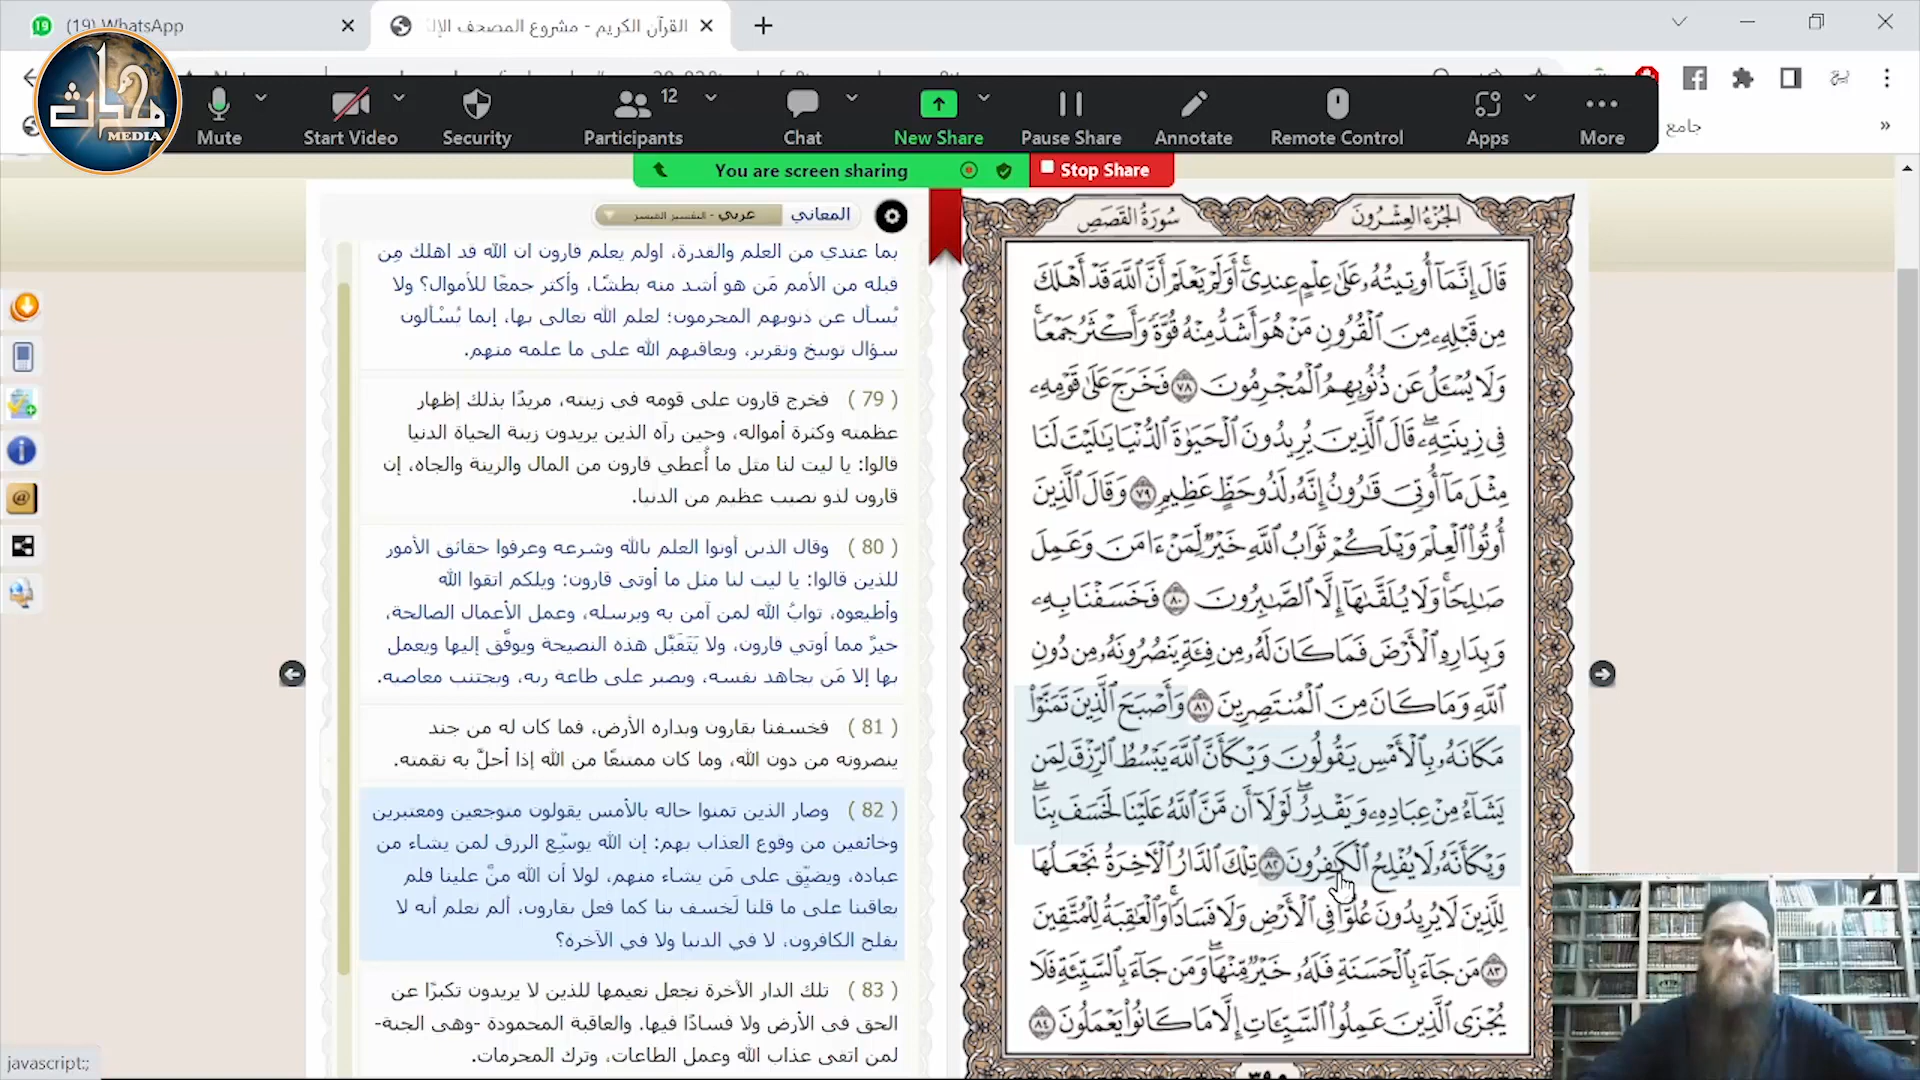 (19) WhatsApp
القرآن الكريم - مشروع المصحف الإل
هدات
MEDIA
Mute
Start Video
Security
Participants
12
Chat
New Share
Pause Share
Annotate
Remote Control
Apps
More
جامع
You are screen sharing
Stop Share
المعاني
عربي - التفسير الميسر
بما عندي من العلم والقدرة، أولم يعلم قارون أن الله قد أهلك مِن
قبله من الأمم مَن هو أشد منه بطشًا، وأكثر جمعًا للأموال؟ ولا
يُسأل عن ذنوبهم المجرمون؛ لعلم الله تعالى بها، إنما يُسْألون
سؤال توبيخ وتقرير، ويعاقبهم الله على ما علمه منهم.
( 79 ) فخرج قارون على قومه في زينته، مريدًا بذلك إظهار
عظمته وكثرة أمواله، وحين رآه الذين يريدون زينة الحياة الدنيا
قالوا: يا ليت لنا مثل ما أُعطي قارون من المال والزينة والجاه، إن
قارون لذو نصيب عظيم من الدنيا.
( 80 ) وقال الذين أوتوا العلم بالله وشرعه وعرفوا حقائق الأمور
للذين قالوا: يا ليت لنا مثل ما أوتي قارون: ويلكم اتقوا الله
وأطيعوه، ثوابُ الله لمن آمن به وبرسله، وعمل الأعمال الصالحة،
خيرٌ مما أوتي قارون، ولا يَتَقَبَّل هذه النصيحة ويوفَّق إليها ويعمل
بها إلا مَن يجاهد نفسه، ويصبر على طاعة ربه، ويجتنب معاصيه.
( 81 ) فخسفنا بقارون وبداره الأرض، فما كان له من جند
ينصرونه من دون الله، وما كان ممتنعًا من الله إذا أحلَّ به نقمته.
( 82 ) وصار الذين تمنوا حاله بالأمس يقولون متوجعين ومعتبرين
وخائفين من وقوع العذاب بهم: إن الله يوسِّع الرزق لمن يشاء من
عباده، ويضيِّق على مَن يشاء منهم، لولا أن الله منَّ علينا فلم
يعاقبنا على ما قلنا لَخسف بنا كما فعل بقارون، ألم تعلم أنه لا
يفلح الكافرون، لا في الدنيا ولا في الآخرة؟
( 83 ) تلك الدار الآخرة نجعل نعيمها للذين لا يريدون تكبرًا عن
الحق في الأرض ولا فسادًا فيها. والعاقبة المحمودة -وهي الجنة-
لمن اتقى عذاب الله وعمل الطاعات، وترك المحرمات.
الجُزْءُ العِشْرُونَ
سُورَةُ القَصَصِ
قَالَ إِنَّمَآ أُوتِيتُهُۥ عَلَىٰ عِلْمٍ عِندِىٓ ۚ أَوَلَمْ يَعْلَمْ أَنَّ ٱللَّهَ قَدْ أَهْلَكَ
مِن قَبْلِهِۦ مِنَ ٱلْقُرُونِ مَنْ هُوَ أَشَدُّ مِنْهُ قُوَّةً وَأَكْثَرُ جَمْعًا ۚ
وَلَا يُسْـَٔلُ عَن ذُنُوبِهِمُ ٱلْمُجْرِمُونَ ٧٨ فَخَرَجَ عَلَىٰ قَوْمِهِۦ
فِى زِينَتِهِۦ ۖ قَالَ ٱلَّذِينَ يُرِيدُونَ ٱلْحَيَوٰةَ ٱلدُّنْيَا يَـٰلَيْتَ لَنَا
مِثْلَ مَآ أُوتِىَ قَـٰرُونُ إِنَّهُۥ لَذُو حَظٍّ عَظِيمٍ ٧٩ وَقَالَ ٱلَّذِينَ
أُوتُوا۟ ٱلْعِلْمَ وَيْلَكُمْ ثَوَابُ ٱللَّهِ خَيْرٌ لِّمَنْ ءَامَنَ وَعَمِلَ
صَـٰلِحًا ۚ وَلَا يُلَقَّىٰهَآ إِلَّا ٱلصَّـٰبِرُونَ ٨٠ فَخَسَفْنَا بِهِۦ
وَبِدَارِهِ ٱلْأَرْضَ فَمَا كَانَ لَهُۥ مِن فِئَةٍ يَنصُرُونَهُۥ مِن دُونِ
ٱللَّهِ وَمَا كَانَ مِنَ ٱلْمُنتَصِرِينَ ٨١ وَأَصْبَحَ ٱلَّذِينَ تَمَنَّوْا۟
مَكَانَهُۥ بِٱلْأَمْسِ يَقُولُونَ وَيْكَأَنَّ ٱللَّهَ يَبْسُطُ ٱلرِّزْقَ لِمَن
يَشَآءُ مِنْ عِبَادِهِۦ وَيَقْدِرُ ۖ لَوْلَآ أَن مَّنَّ ٱللَّهُ عَلَيْنَا لَخَسَفَ بِنَا ۖ
وَيْكَأَنَّهُۥ لَا يُفْلِحُ ٱلْكَـٰفِرُونَ ٨٢ تِلْكَ ٱلدَّارُ ٱلْـَٔاخِرَةُ نَجْعَلُهَا
لِلَّذِينَ لَا يُرِيدُونَ عُلُوًّا فِى ٱلْأَرْضِ وَلَا فَسَادًا ۚ وَٱلْعَـٰقِبَةُ لِلْمُتَّقِينَ
٨٣ مَن جَآءَ بِٱلْحَسَنَةِ فَلَهُۥ خَيْرٌ مِّنْهَا ۖ وَمَن جَآءَ بِٱلسَّيِّئَةِ فَلَا
يُجْزَى ٱلَّذِينَ عَمِلُوا۟ ٱلسَّيِّـَٔاتِ إِلَّا مَا كَانُوا۟ يَعْمَلُونَ ٨٤
٣٩٥
javascript:;